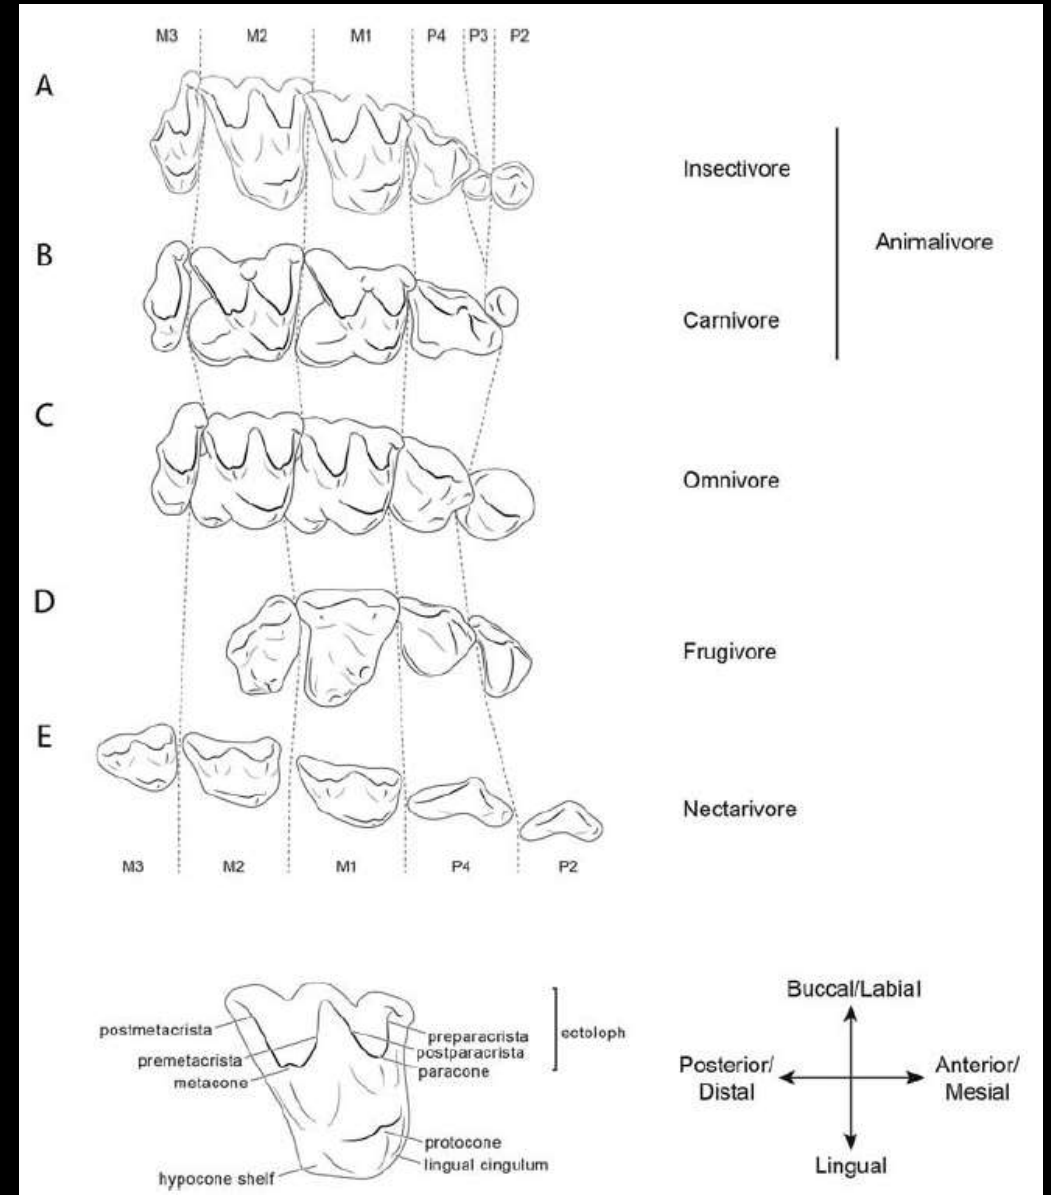 M3 M2 M1 P4 P3 P2
A
Insectivore
Animalivore
B
Carnivore
C
Omnivore
D
Frugivore
E
Nectarivore
M3 M2 M1 P4 P2
postmetacrista
premetacrista
metacone
hypocone shelf
preparacrista
postparacrista
paracone
ectoloph
protocone
lingual cingulum
Buccal/Labial
Posterior/
Distal
Anterior/
Mesial
Lingual